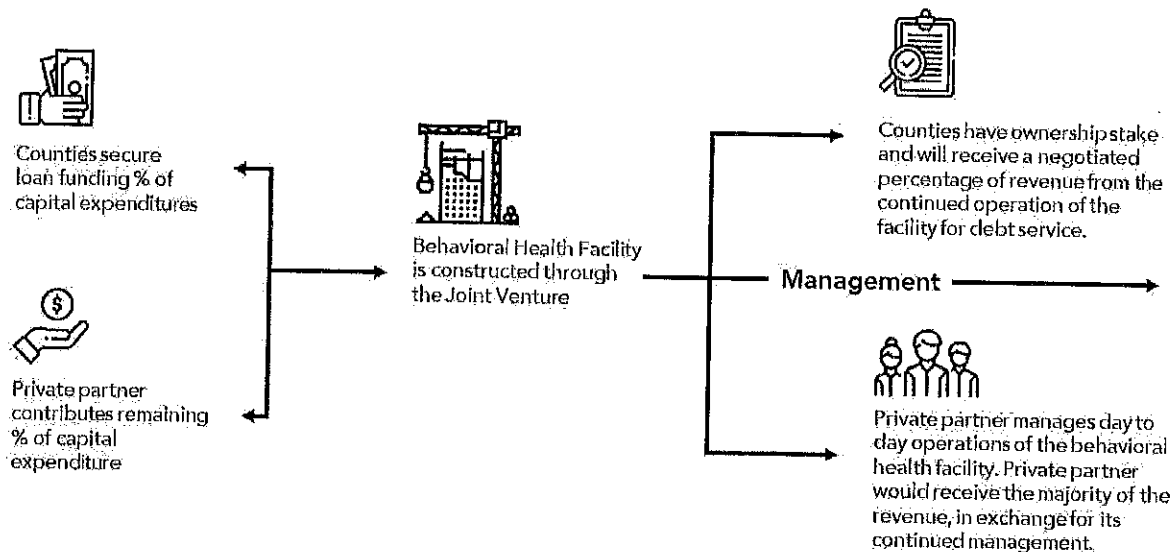 Counties secure
loan funding % of
capital expenditures
$
Private partner
contributes remaining
% of capital
expenditure
Behavioral Health Facility
is constructed through
the Joint Venture
Management
Counties have ownership stake
and will receive a negotiated
percentage of revenue from the
continued operation of the
facility for debt service.
Private partner manages day to
day operations of the behavioral
health facility. Private partner
would receive the majority of the
revenue, in exchange for its
continued management.